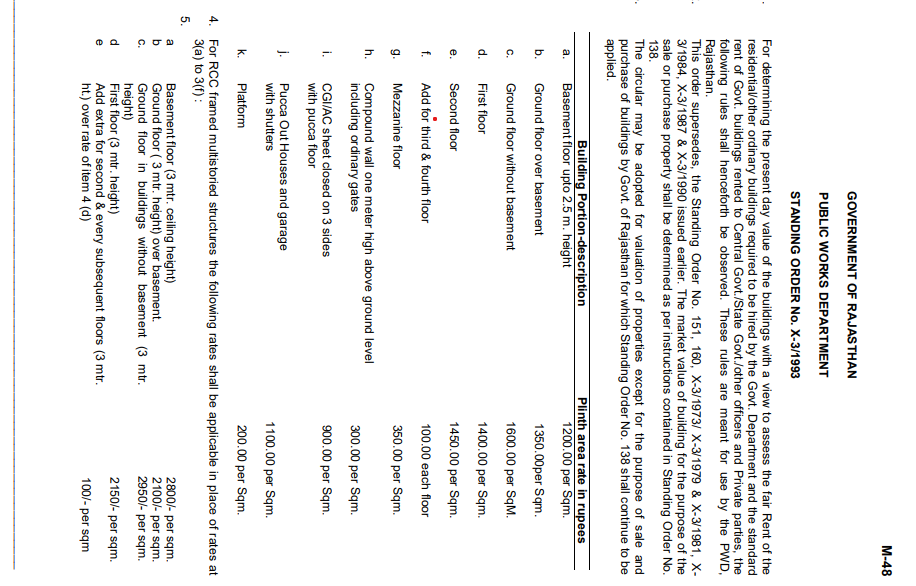 M-48
GOVERNMENT OF RAJASTHAN
PUBLIC WORKS DEPARTMENT
STANDING ORDER No. X-3/1993
. For determining the present day value of the buildings with a view to assess the fair Rent of the
residential/other ordinary buildings required to be hired by the Govt. Department and the standard
rent of Govt. buildings rented to Central Govt./State Govt./other officers and Private parties, the
following rules shall henceforth be observed. These rules are meant for use by the PWD,
Rajasthan.
. This order supersedes, the Standing Order No. 151, 160, X-3/1973/ X-3/1979 & X-3/1981, X-
3/1984, X-3/1987 & X-3/1990 issued earlier. The market value of building for the purpose of the
sale or purchase property shall be determined as per instructions contained in Standing Order No.
138.
. The circular may be adopted for valuation of properties except for the purpose of sale and
purchase of buildings by Govt. of Rajasthan for which Standing Order No. 138 shall continue to be
applied.
Building Portion-description Plinth area rate in rupees
a. Basement floor upto 2.5 m. height 1200.00 per Sqm.
b. Ground floor over basement 1350.00per Sqm.
c. Ground floor without basement 1600.00 per SqM.
d. First floor 1400.00 per Sqm.
e. Second floor 1450.00 per Sqm.
f. Add for third & fourth floor 100.00 each floor
g. Mezzanine floor 350.00 per Sqm.
h. Compound wall one meter high above ground level 300.00 per Sqm.
including ordinary gates
i. CGI/AC sheet closed on 3 sides 900.00 per Sqm.
with pucca floor
j. Pucca Out Houses and garage 1100.00 per Sqm.
with shutters
k. Platform 200.00 per Sqm.
4. For RCC framed multistoried structures the following rates shall be applicable in place of rates at
3(a) to 3(f) :
5.
a Basement floor (3 mtr. ceiling height) 2800/- per sqm.
b Ground floor ( 3 mtr. height) over basement. 2100/- per sqm.
c. Ground floor in buildings without basement (3 mtr. 2950/- per sqm.
height)
d First floor (3 mtr. height) 2150/- per sqm.
e Add extra for second & every subsequent floors (3 mtr.
ht.) over rate of item 4 (d) 100/- per sqm